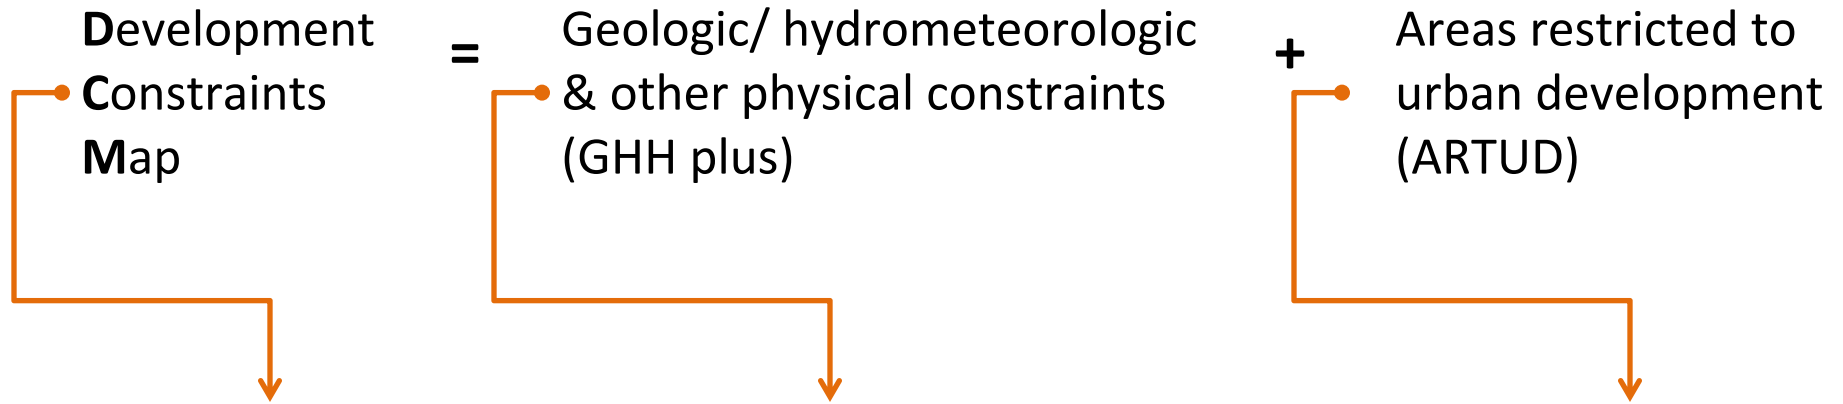 Development
Constraints
Map
=
Geologic/ hydrometeorologic
& other physical constraints
(GHH plus)
+
Areas restricted to
urban development
(ARTUD)